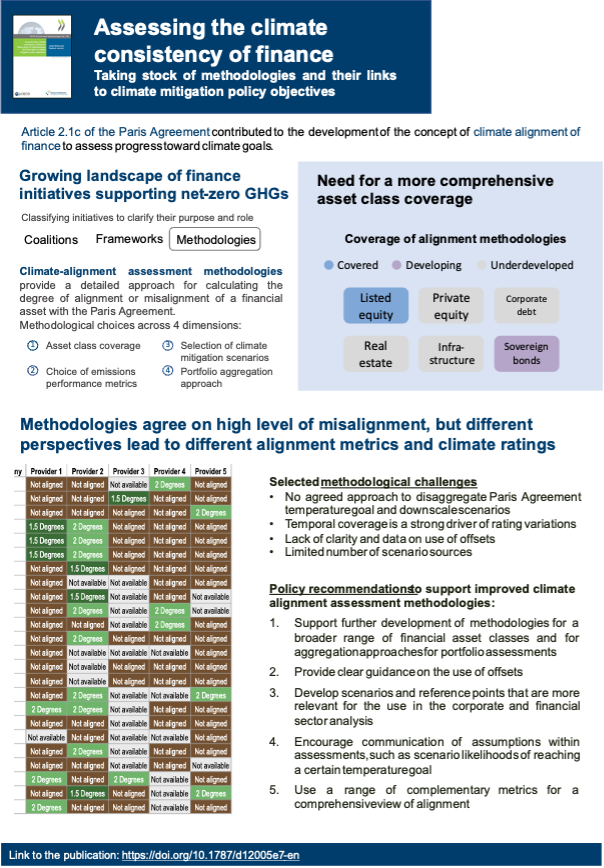 Assessing the climate
consistency of finance
Taking stock of methodologies and their links
to climate mitigation policy objectives
Article 2.1c of the Paris Agreement contributed to the development of the concept of climate alignment of
finance to assess progress toward climate goals.
Growing landscape of finance
initiatives supporting net-zero GHGs
Classifying initiatives to clarify their purpose and role
Coalitions Frameworks Methodologies
Climate-alignment assessment methodologies
provide a detailed approach for calculating the
degree of alignment or misalignment of a financial
asset with the Paris Agreement.
Methodological choices across 4 dimensions:
1 Asset class coverage
2 Choice of emissions
performance metrics
3 Selection of climate
mitigation scenarios
4 Portfolio aggregation
approach
Need for a more comprehensive
asset class coverage
Coverage of alignment methodologies
Covered Developing Underdeveloped
Listed
equity
Private
equity
Corporate
debt
Real
estate
Infra-
structure
Sovereign
bonds
Methodologies agree on high level of misalignment, but different
perspectives lead to different alignment metrics and climate ratings
ny Provider 1 Provider 2 Provider 3 Provider 4 Provider 5
Not aligned Not aligned Not available 2 Degrees Not aligned
Not aligned Not aligned 1.5 Degrees Not aligned Not aligned
Not aligned Not aligned Not aligned Not aligned 2 Degrees
1.5 Degrees 2 Degrees Not aligned Not aligned Not aligned
1.5 Degrees 2 Degrees Not aligned Not aligned Not aligned
1.5 Degrees 2 Degrees Not aligned Not aligned Not aligned
Not aligned 1.5 Degrees Not aligned Not aligned Not aligned
Not aligned Not available Not available Not aligned Not aligned
Not aligned 1.5 Degrees Not available Not aligned Not available
Not aligned 2 Degrees Not available 2 Degrees Not available
Not aligned Not aligned Not available 2 Degrees Not aligned
Not aligned 2 Degrees Not aligned Not aligned Not aligned
Not aligned Not available Not available Not available Not aligned
Not aligned Not available Not available Not aligned Not aligned
Not aligned Not available Not available Not aligned Not aligned
Not aligned 2 Degrees Not available Not available 2 Degrees
2 Degrees 2 Degrees Not available Not aligned Not aligned
Not aligned Not aligned Not available Not aligned Not aligned
Not available Not aligned Not available Not aligned Not aligned
Not aligned 2 Degrees Not available Not aligned Not aligned
Not aligned Not aligned Not available Not aligned Not available
2 Degrees Not aligned 2 Degrees Not available Not aligned
Not aligned 1.5 Degrees Not aligned Not available 2 Degrees
2 Degrees Not aligned Not aligned Not available Not aligned
Selected methodological challenges
• No agreed approach to disaggregate Paris Agreement
temperature goal and downscale scenarios
• Temporal coverage is a strong driver of rating variations
• Lack of clarity and data on use of offsets
• Limited number of scenario sources
Policy recommendations to support improved climate
alignment assessment methodologies:
1. Support further development of methodologies for a
broader range of financial asset classes and for
aggregation approaches for portfolio assessments
2. Provide clear guidance on the use of offsets
3. Develop scenarios and reference points that are more
relevant for the use in the corporate and financial
sector analysis
4. Encourage communication of assumptions within
assessments, such as scenario likelihoods of reaching
a certain temperature goal
5. Use a range of complementary metrics for a
comprehensive view of alignment
Link to the publication: https://doi.org/10.1787/d12005e7-en